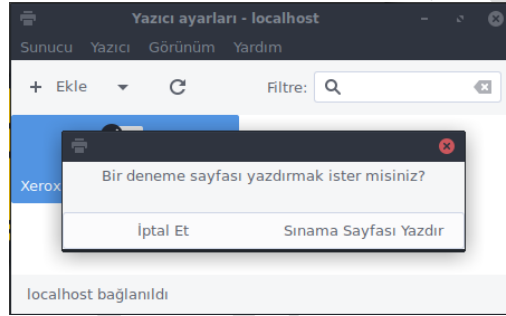 Yazıcı ayarları - localhost
Sunucu Yazıcı Görünüm Yardım
+ Ekle Filtre:
Bir deneme sayfası yazdırmak ister misiniz?
Xerox
İptal Et Sınama Sayfası Yazdır
localhost bağlanıldı